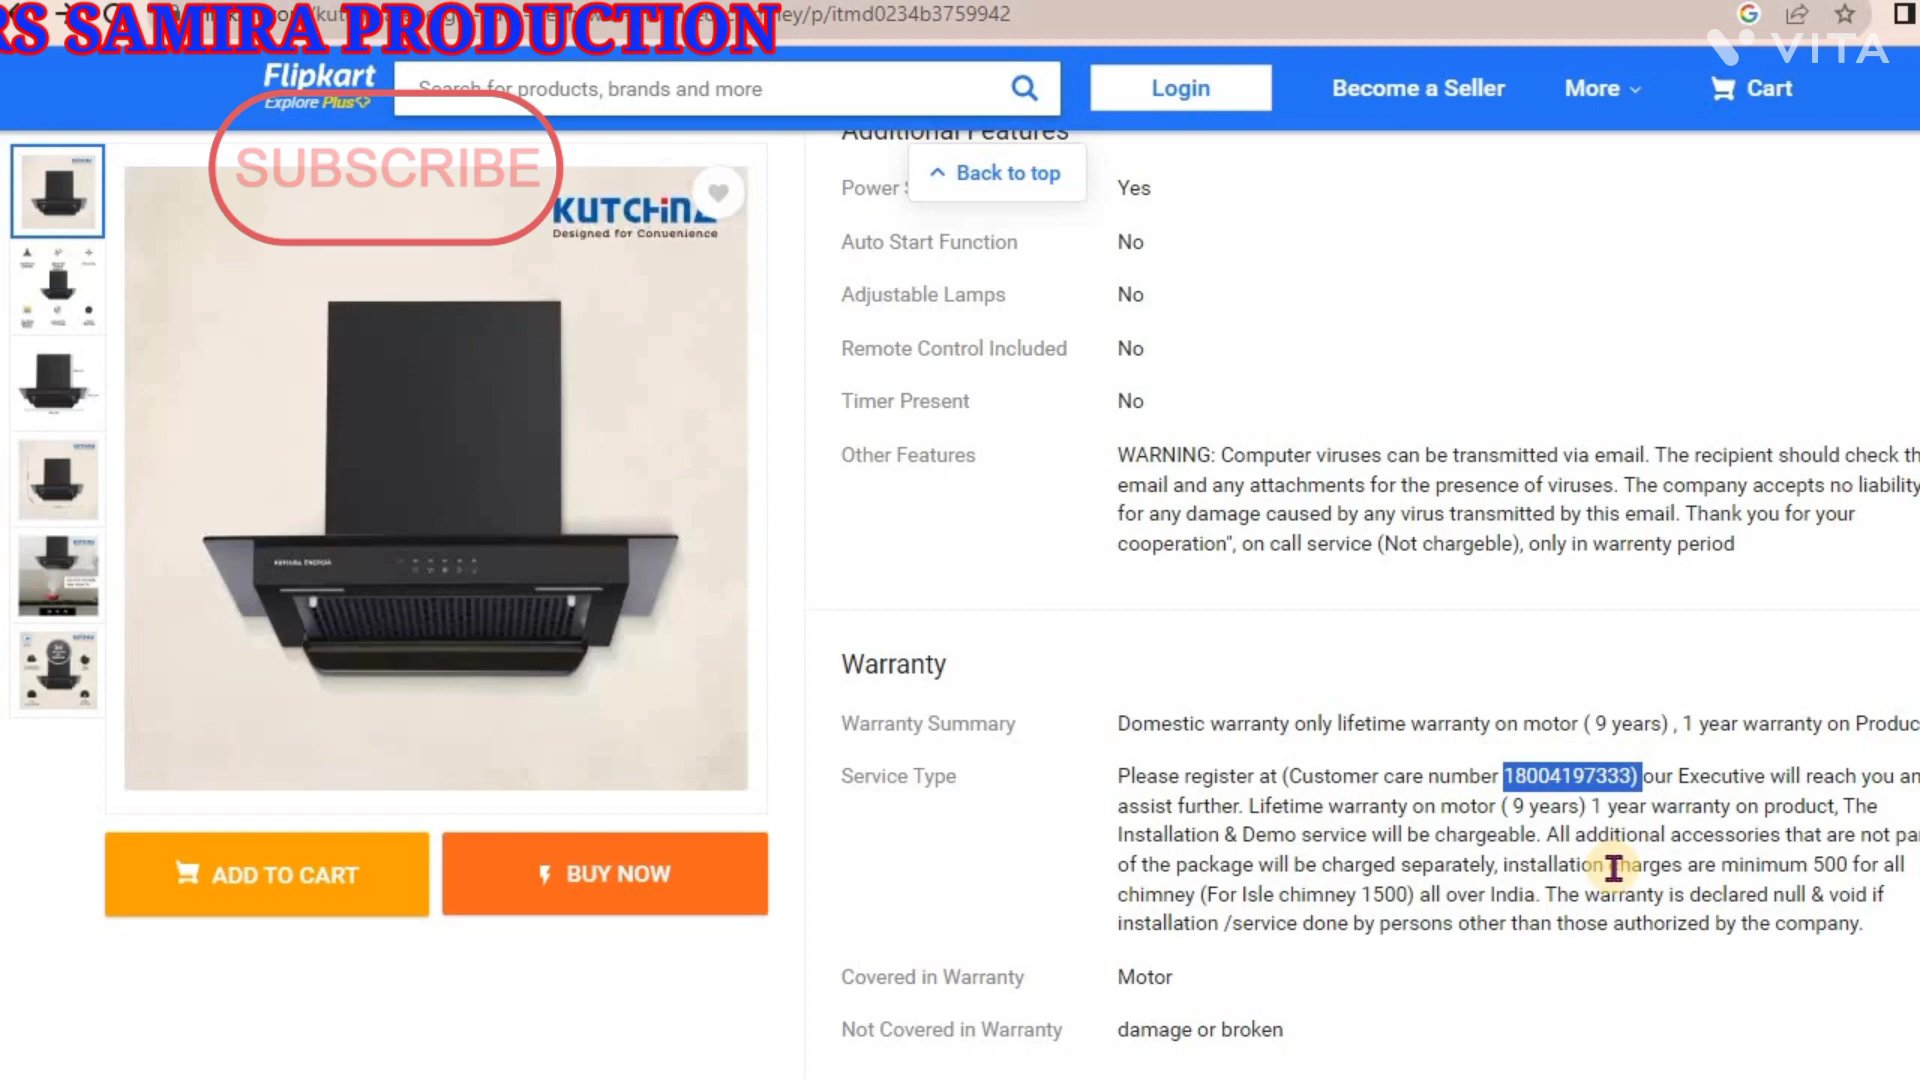 RS SAMIRA PRODUCTION
/p/itmd0234b3759942
VITA
Flipkart
Explore Plus
Search for products, brands and more
Login
Become a Seller
More
Cart
SUBSCRIBE
KUTCHINA
Designed for Convenience
Additional Features
Back to top
Power
Yes
Auto Start Function
No
Adjustable Lamps
No
Remote Control Included
No
Timer Present
No
Other Features
WARNING: Computer viruses can be transmitted via email. The recipient should check th
email and any attachments for the presence of viruses. The company accepts no liability
for any damage caused by any virus transmitted by this email. Thank you for your
cooperation", on call service (Not chargeble), only in warrenty period
Warranty
Warranty Summary
Domestic warranty only lifetime warranty on motor ( 9 years) , 1 year warranty on Produc
Service Type
Please register at (Customer care number 18004197333) our Executive will reach you an
assist further. Lifetime warranty on motor ( 9 years) 1 year warranty on product, The
Installation & Demo service will be chargeable. All additional accessories that are not pa
of the package will be charged separately, installation charges are minimum 500 for all
chimney (For Isle chimney 1500) all over India. The warranty is declared null & void if
installation /service done by persons other than those authorized by the company.
Covered in Warranty
Motor
Not Covered in Warranty
damage or broken
ADD TO CART
BUY NOW